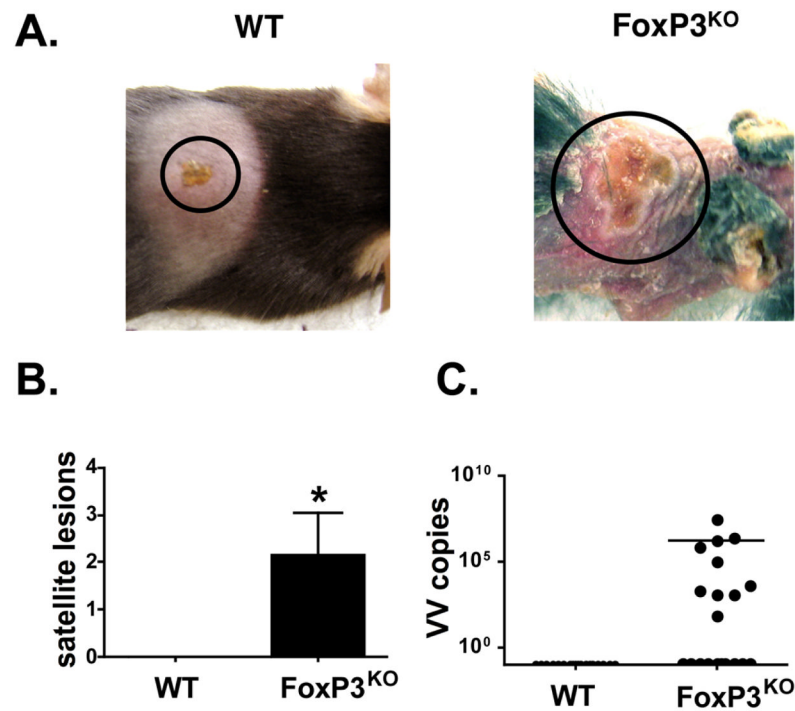 A.
WT
FoxP3KO
B.
C.
satellite lesions
4
3
2
1
0
*
WT
FoxP3KO
VV copies
10^10
10^5
10^0
WT
FoxP3KO